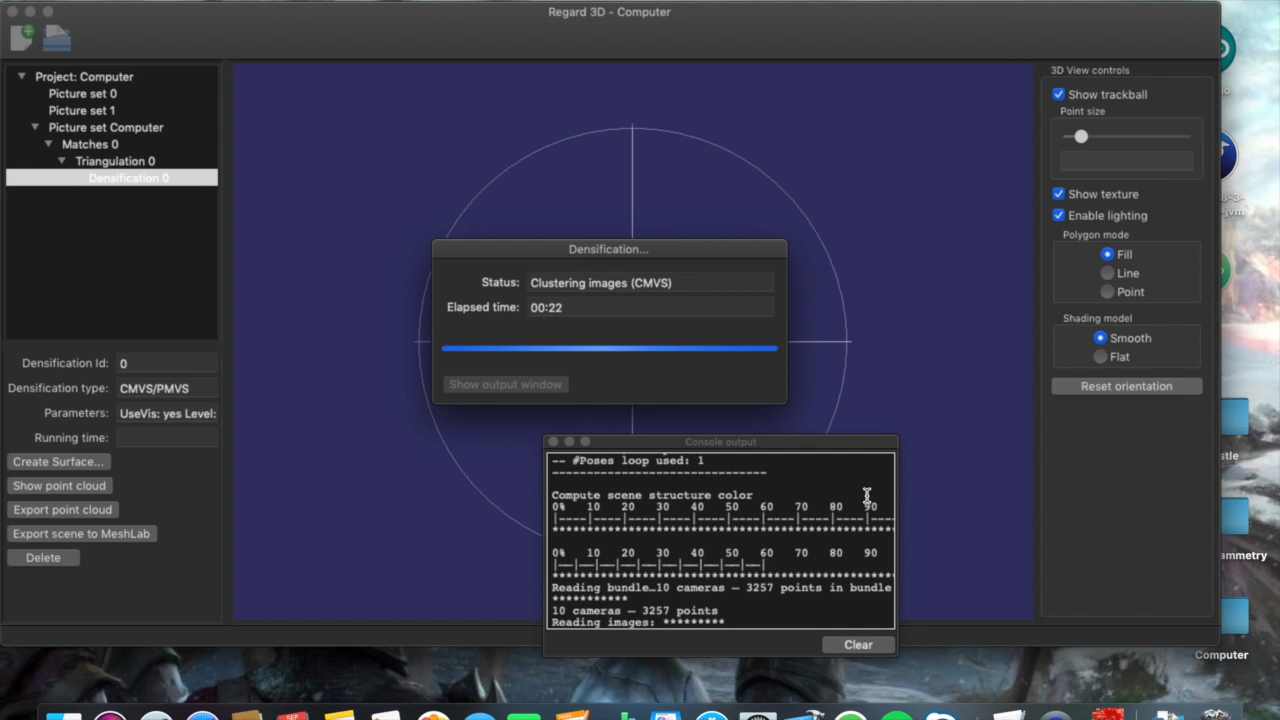 Regard 3D - Computer
Project: Computer
Picture set 0
Picture set 1
Picture set Computer
Matches 0
Triangulation 0
Densification 0
Densification Id: 0
Densification type: CMVS/PMVS
Parameters: UseVis: yes Level:
Running time:
Create Surface...
Show point cloud
Export point cloud
Export scene to MeshLab
Delete
Densification...
Status: Clustering images (CMVS)
Elapsed time: 00:22
Show output window
Console output
-- #Poses loop used: 1
-------------------------------
Compute scene structure color
0% 10 20 30 40 50 60 70 80 90
|----|----|----|----|----|----|----|----|----|----
**************************************************
0% 10 20 30 40 50 60 70 80 90
|——|——|——|——|——|——|——|——|——|——|——|——|
**************************************************
Reading bundle…10 cameras — 3257 points in bundle
***********
10 cameras — 3257 points
Reading images: *********
Clear
3D View controls
Show trackball
Point size
Show texture
Enable lighting
Polygon mode
Fill
Line
Point
Shading model
Smooth
Flat
Reset orientation
8-3-
jvm
stle
ammetry
Computer
SEP